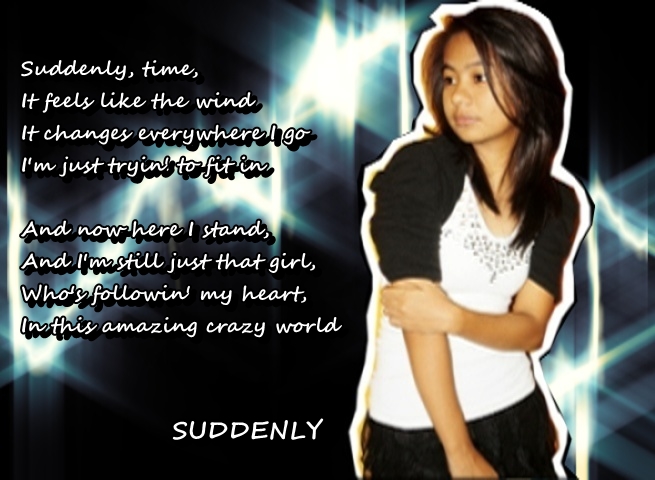 Suddenly, time,
It feels like the wind
It changes everywhere I go
I'm just tryin' to fit in
And now here I stand,
And I'm still just that girl,
Who's followin' my heart,
In this amazing crazy world
SUDDENLY